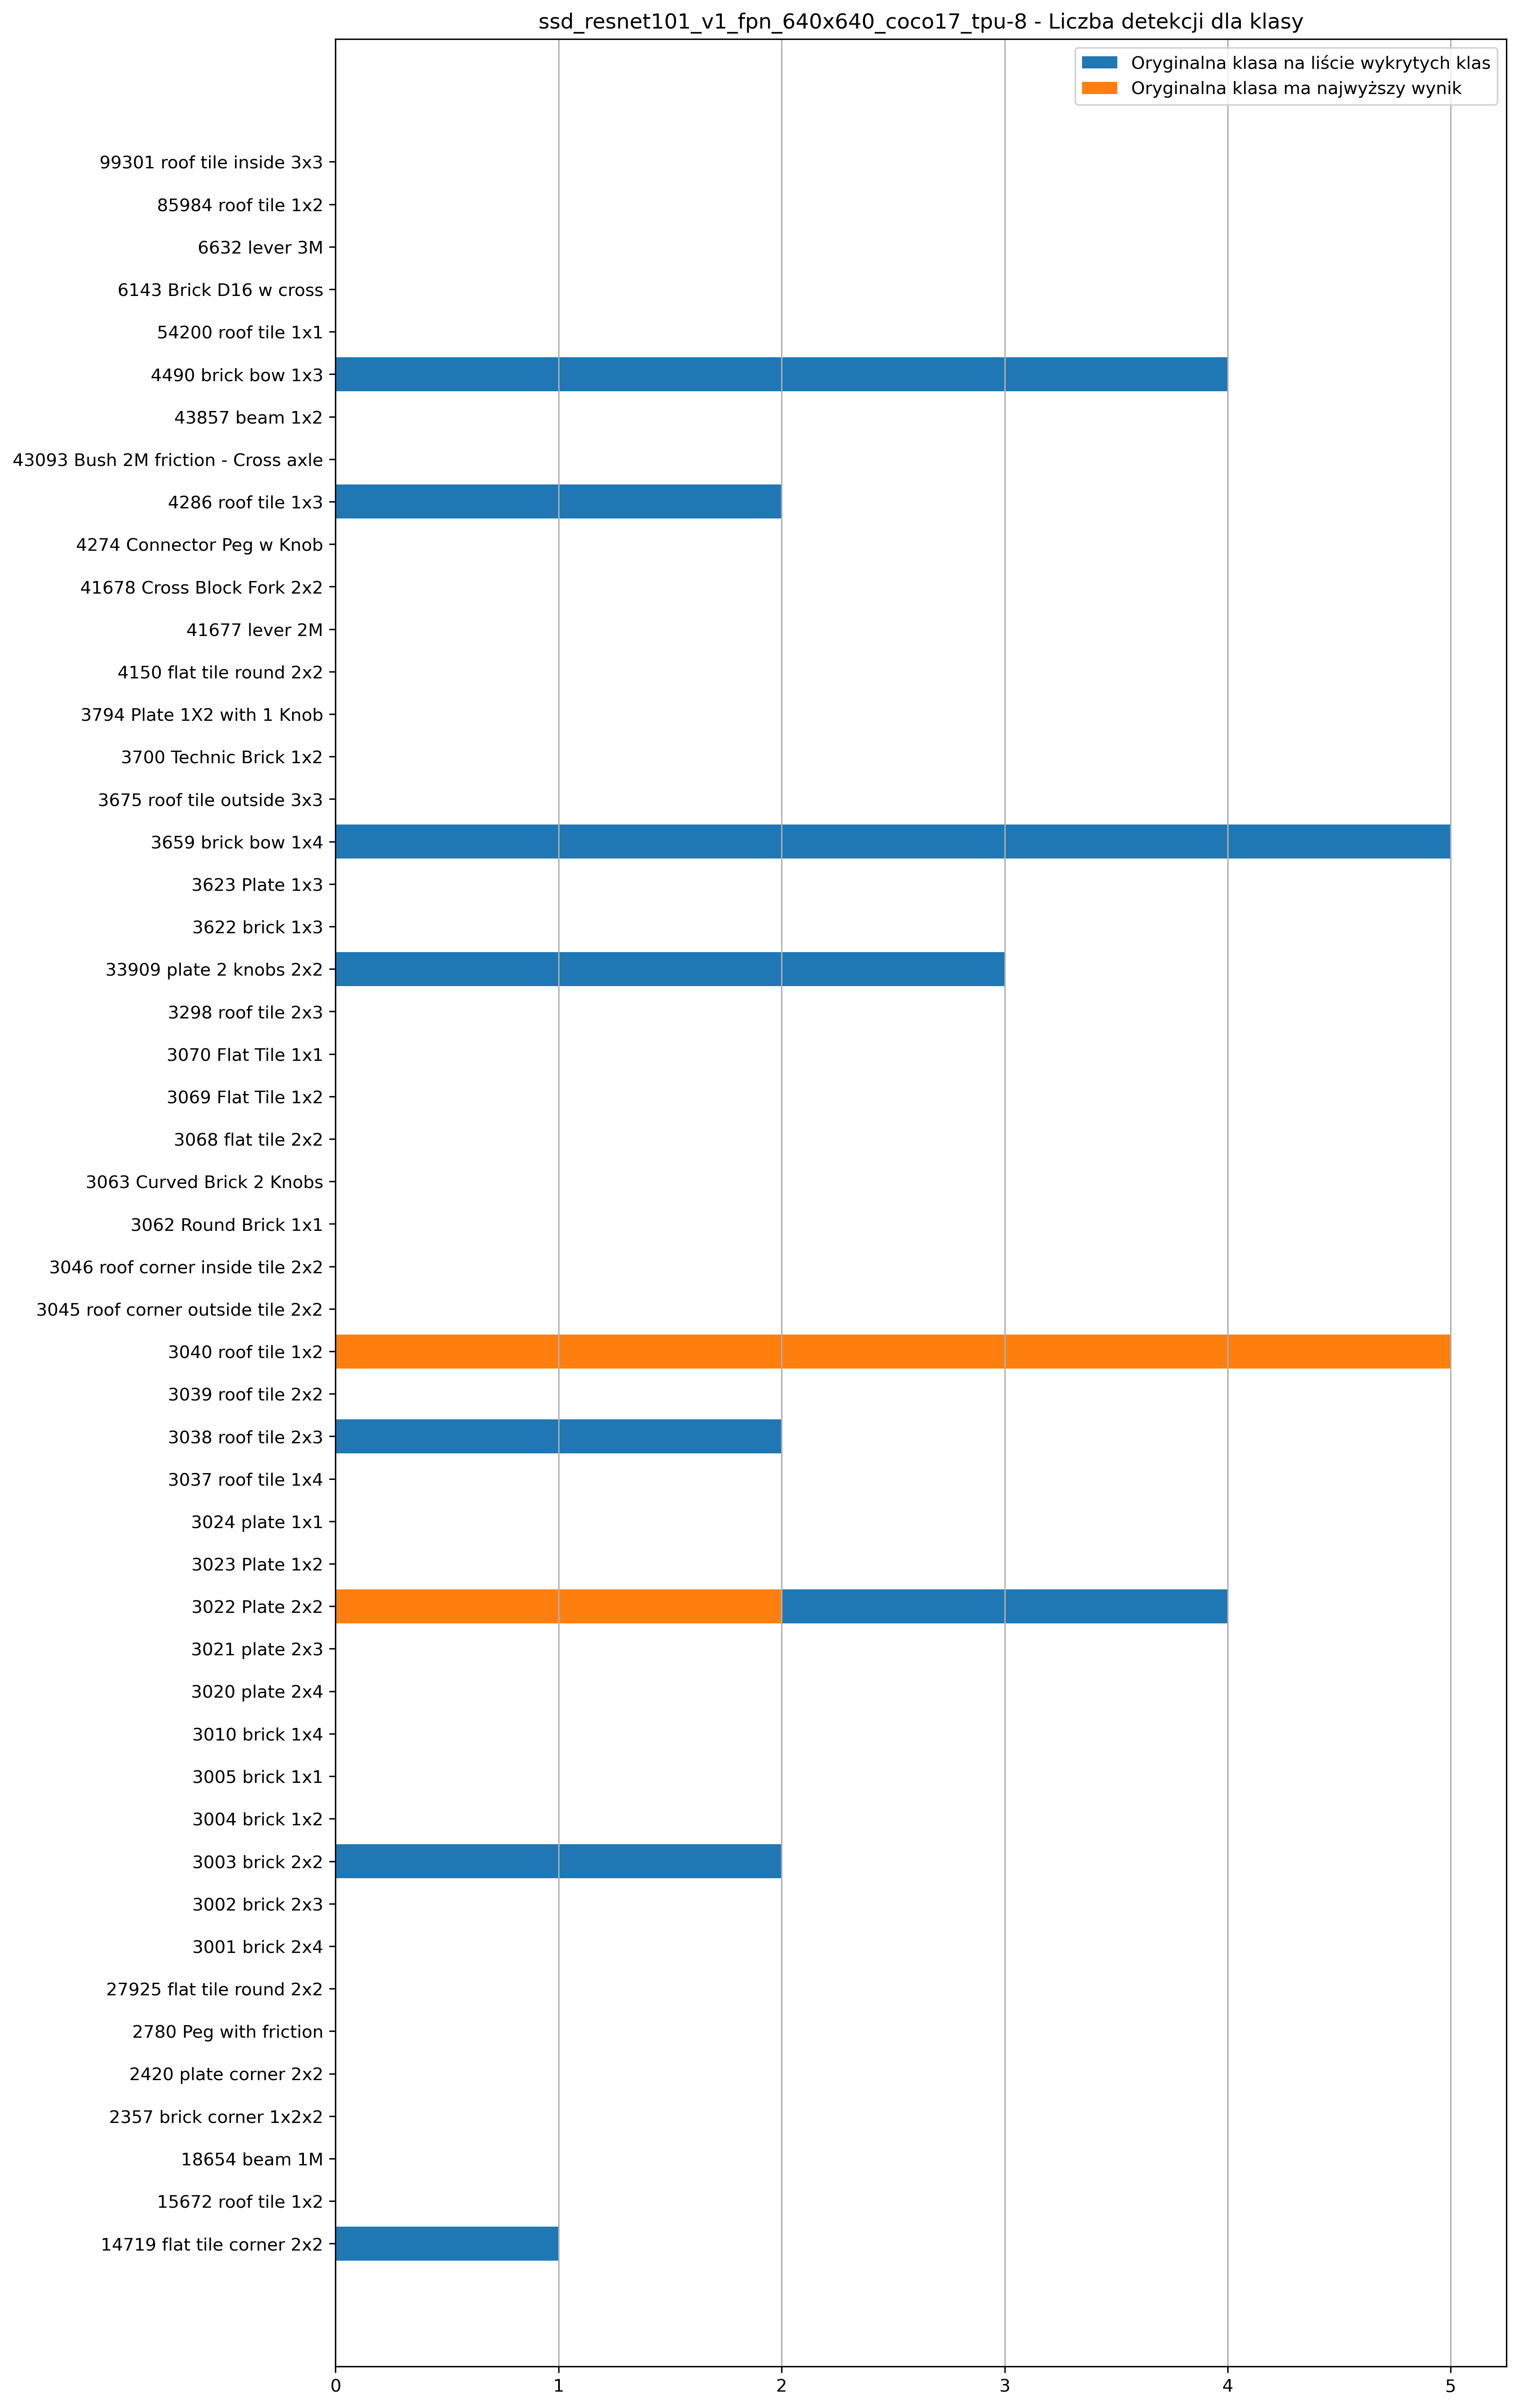 ssd_resnet101_v1_fpn_640x640_coco17_tpu-8 - Liczba detekcji dla klasy
Oryginalna klasa na liście wykrytych klas
Oryginalna klasa ma najwyższy wynik
99301 roof tile inside 3x3
85984 roof tile 1x2
6632 lever 3M
6143 Brick D16 w cross
54200 roof tile 1x1
4490 brick bow 1x3
43857 beam 1x2
43093 Bush 2M friction - Cross axle
4286 roof tile 1x3
4274 Connector Peg w Knob
41678 Cross Block Fork 2x2
41677 lever 2M
4150 flat tile round 2x2
3794 Plate 1X2 with 1 Knob
3700 Technic Brick 1x2
3675 roof tile outside 3x3
3659 brick bow 1x4
3623 Plate 1x3
3622 brick 1x3
33909 plate 2 knobs 2x2
3298 roof tile 2x3
3070 Flat Tile 1x1
3069 Flat Tile 1x2
3068 flat tile 2x2
3063 Curved Brick 2 Knobs
3062 Round Brick 1x1
3046 roof corner inside tile 2x2
3045 roof corner outside tile 2x2
3040 roof tile 1x2
3039 roof tile 2x2
3038 roof tile 2x3
3037 roof tile 1x4
3024 plate 1x1
3023 Plate 1x2
3022 Plate 2x2
3021 plate 2x3
3020 plate 2x4
3010 brick 1x4
3005 brick 1x1
3004 brick 1x2
3003 brick 2x2
3002 brick 2x3
3001 brick 2x4
27925 flat tile round 2x2
2780 Peg with friction
2420 plate corner 2x2
2357 brick corner 1x2x2
18654 beam 1M
15672 roof tile 1x2
14719 flat tile corner 2x2
0 1 2 3 4 5